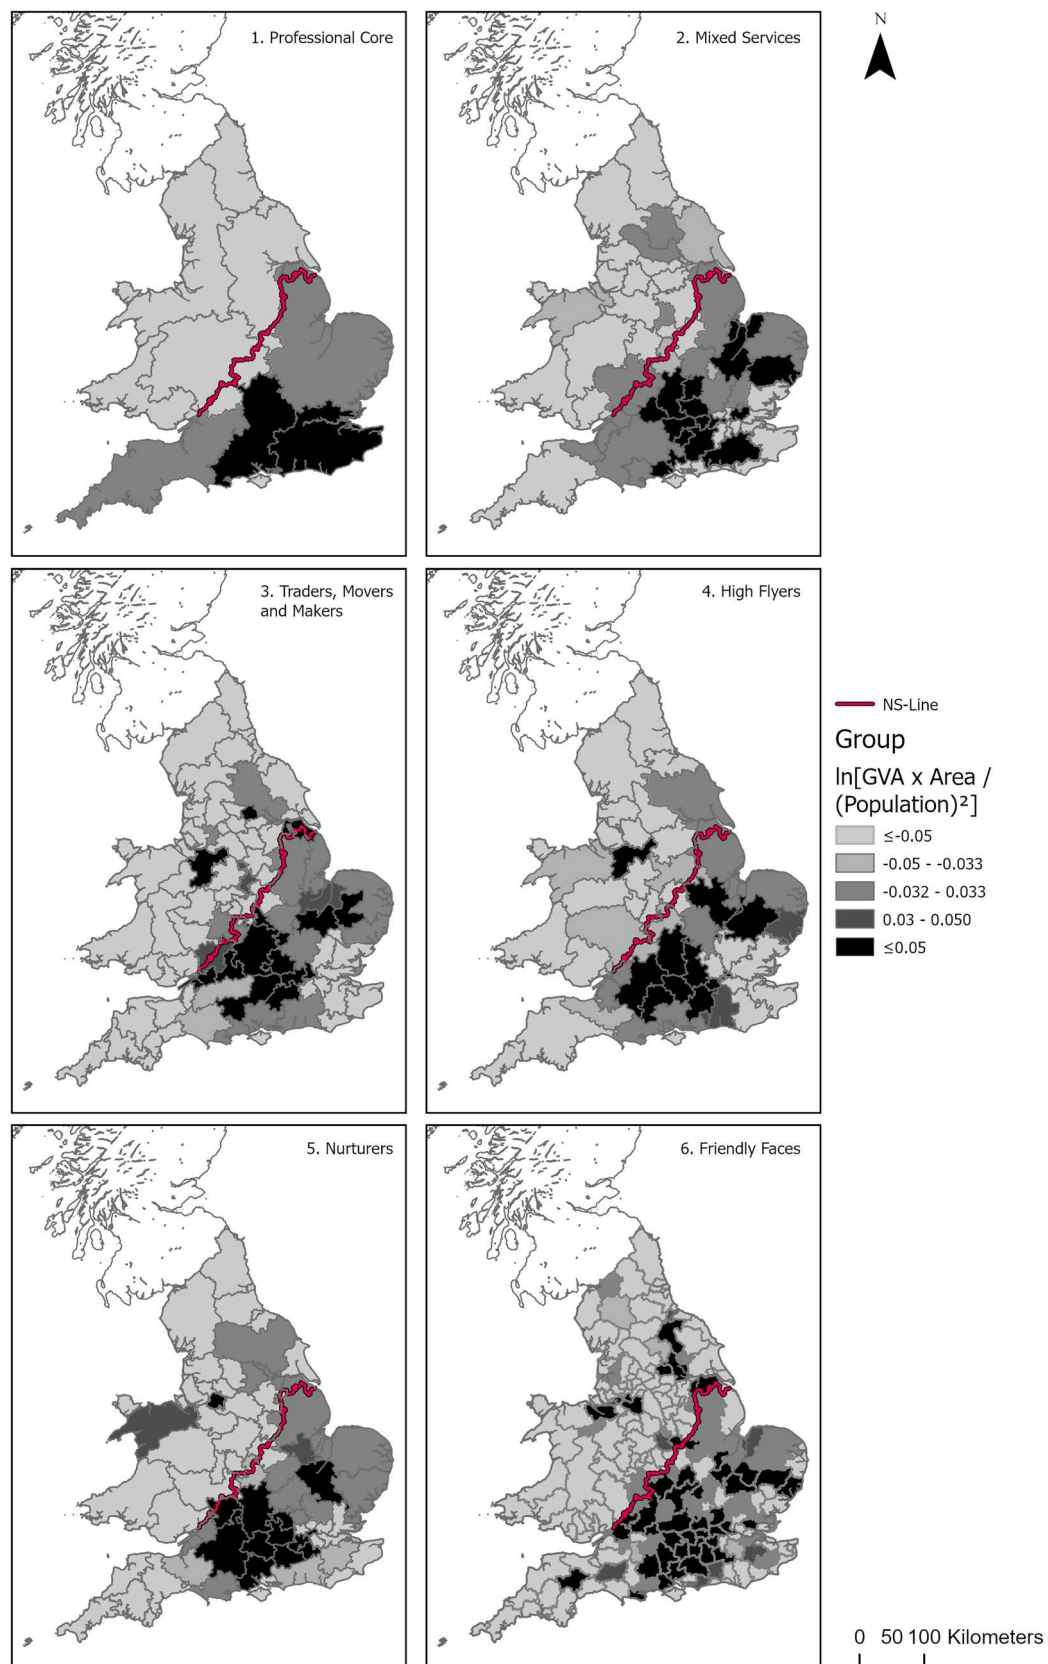 1. Professional Core
2. Mixed Services
N
3. Traders, Movers
and Makers
4. High Flyers
NS-Line
Group
ln[GVA x Area /
(Population)²]
≤-0.05
-0.05 - -0.033
-0.032 - 0.033
0.03 - 0.050
≤0.05
5. Nurturers
6. Friendly Faces
0 50 100 Kilometers